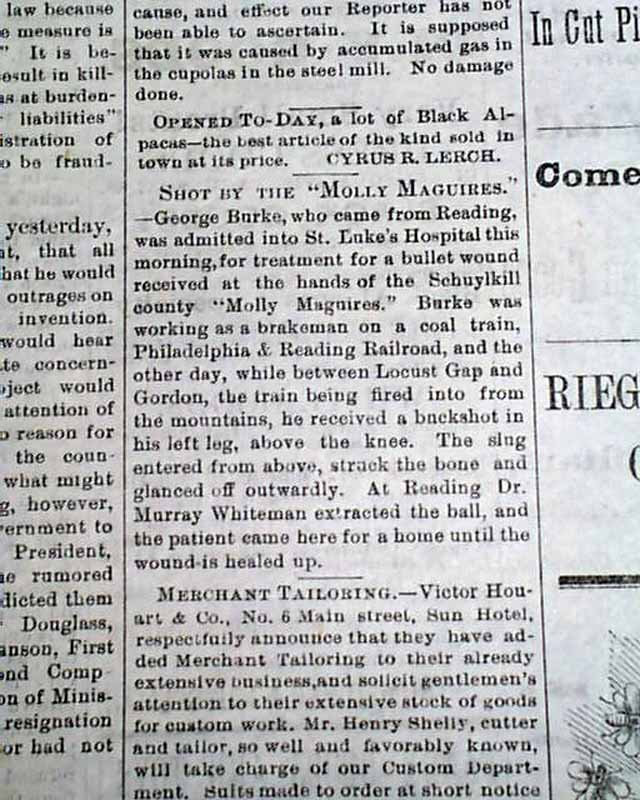 law because
e measure is
" It is be-
esult in kill-
as at burden-
liabilities"
istration of
o be fraud-
yesterday,
at, that all
hat he would
outrages on
invention.
would hear
te concern-
bject would
attention of
o reason for
the coun-
what might
g, however,
vernment to
President,
e rumored
dicted them
Douglass,
anson, First
ond Comp
on of Minis-
resignation
or had not
cause, and effect our Reporter has not
been able to ascertain. It is supposed
that it was caused by accumulated gas in
the cupolas in the steel mill. No damage
done.
OPENED TO-DAY, a lot of Black Al-
pacas—the best article of the kind sold in
town at its price. CYRUS R. LERCH.
SHOT BY THE "MOLLY MAGUIRES."
—George Burke, who came from Reading,
was admitted into St. Luke's Hospital this
morning, for treatment for a bullet wound
received at the hands of the Schuylkill
county "Molly Maguires." Burke was
working as a brakeman on a coal train,
Philadelphia & Reading Railroad, and the
other day, while between Locust Gap and
Gordon, the train being fired into from
the mountains, he received a buckshot in
his left leg, above the knee. The slug
entered from above, struck the bone and
glanced off outwardly. At Reading Dr.
Murray Whiteman extracted the ball, and
the patient came here for a home until the
wound is healed up.
MERCHANT TAILORING.—Victor Hou-
art & Co., No. 6 Main street, Sun Hotel,
respectfully announce that they have ad-
ded Merchant Tailoring to their already
extensive business, and solicit gentlemen's
attention to their extensive stock of goods
for custom work. Mr. Henry Shelly, cutter
and tailor, so well and favorably known,
will take charge of our Custom Depart-
ment. Suits made to order at short notice
In Cut Pi
Come
RIEG
(